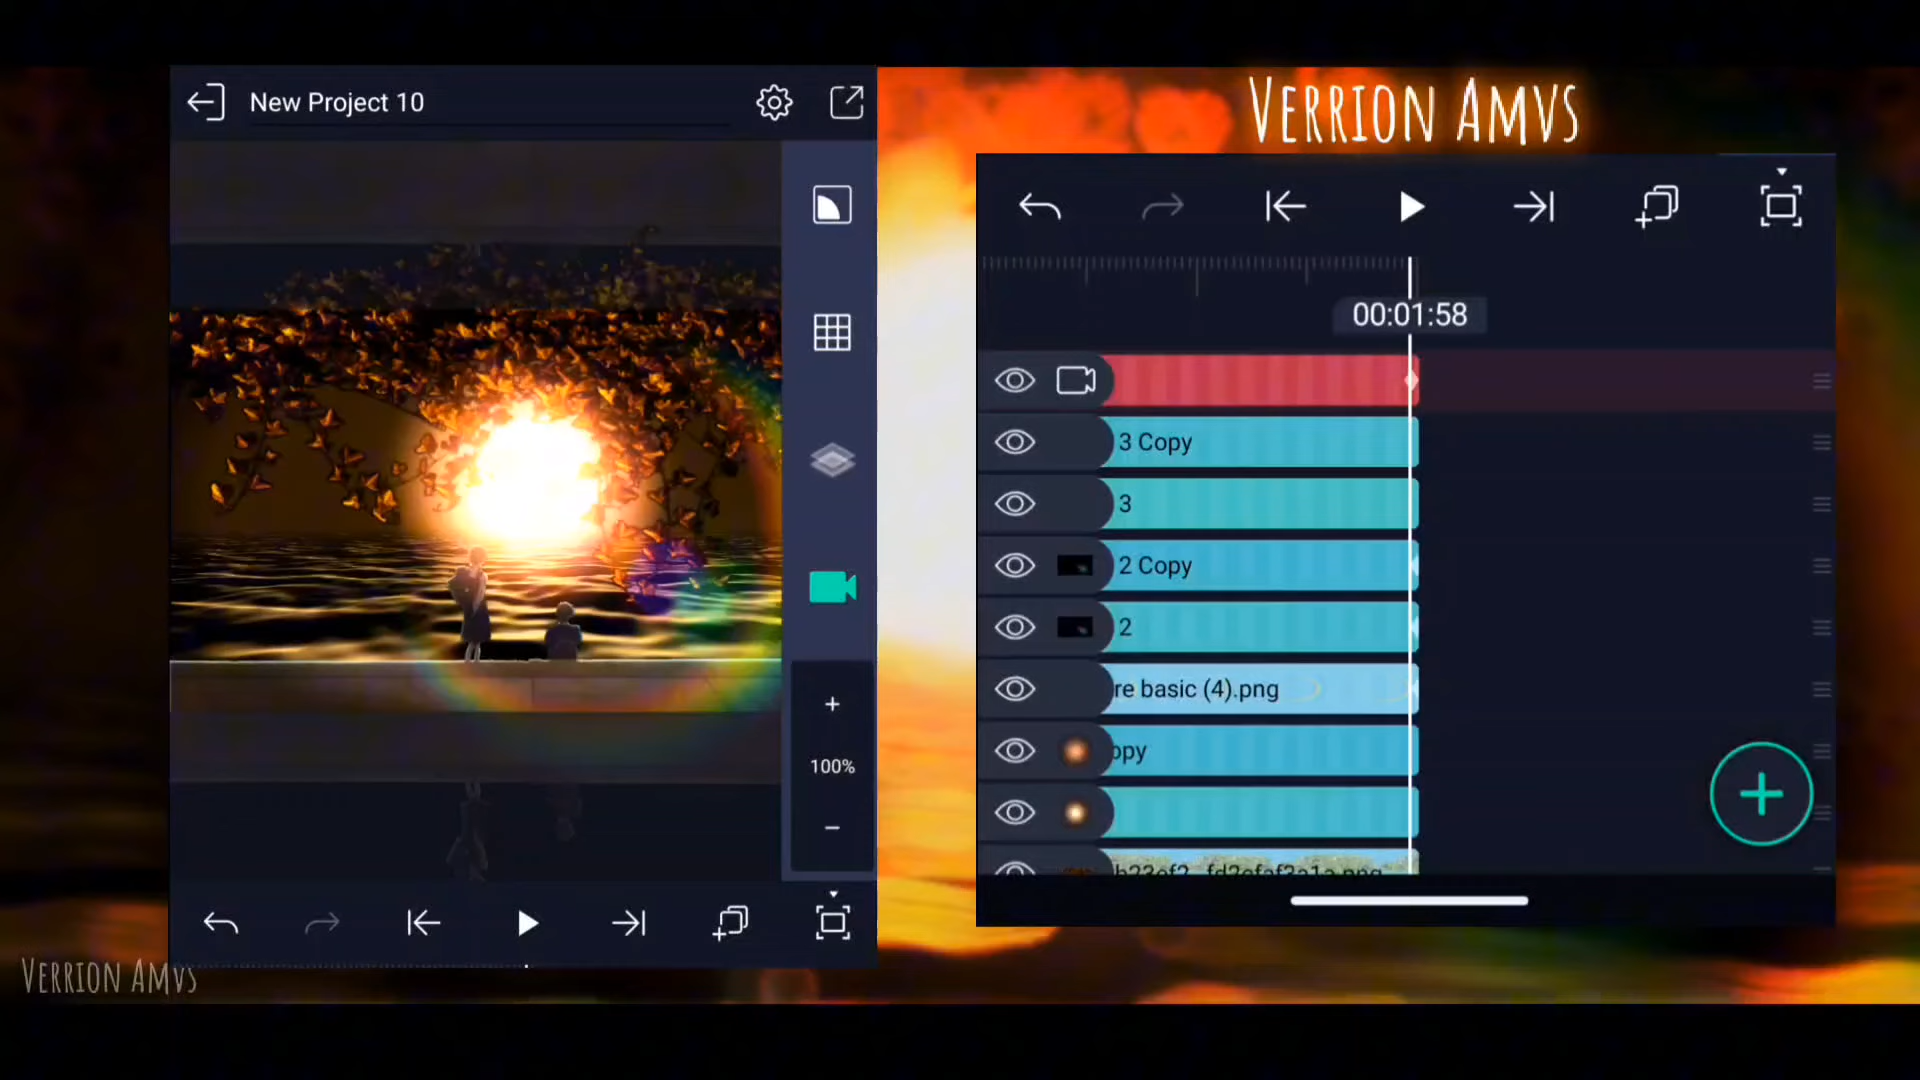 New Project 10
100%
VERRION AMVS
VERRION AMVS
00:01:58
3 Copy
3
2 Copy
2
re basic (4).png
opy